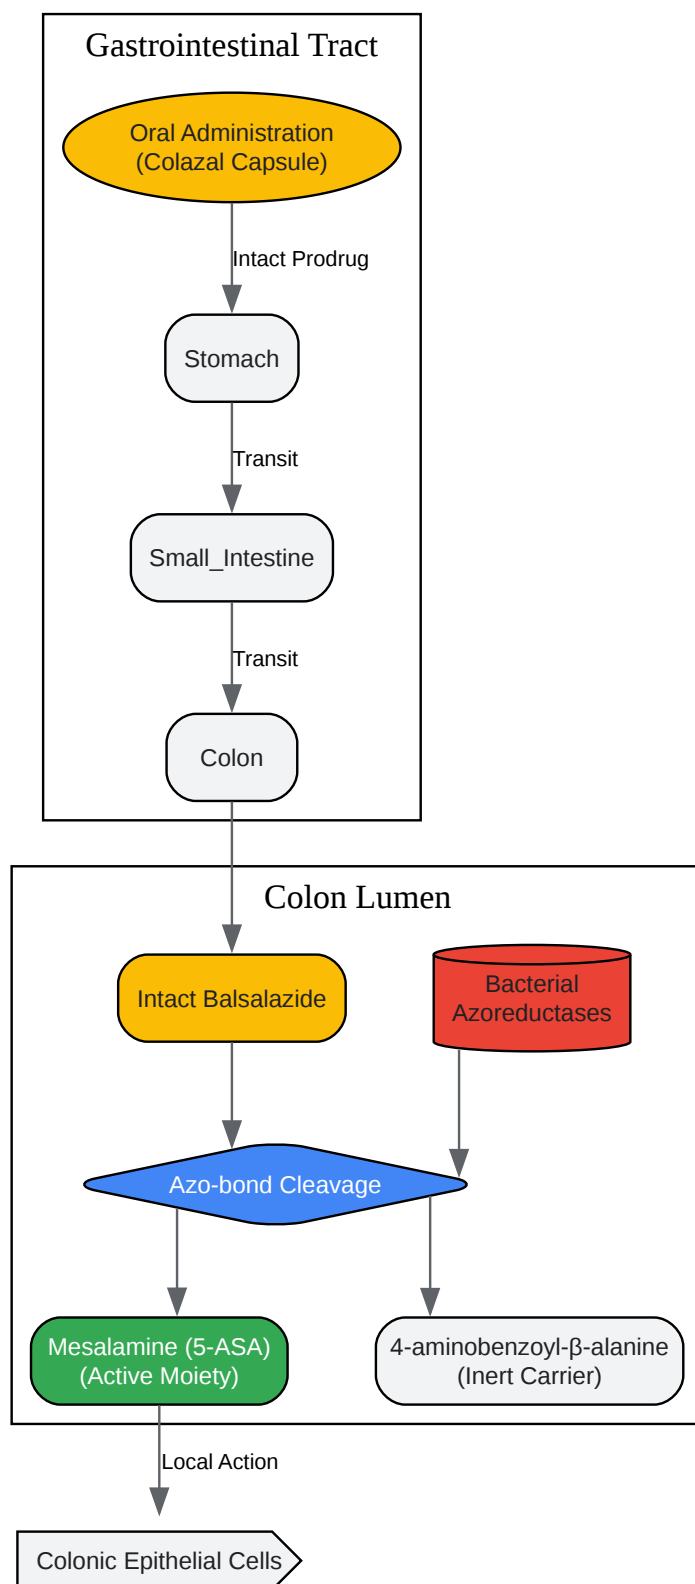 Gastrointestinal Tract
Oral Administration
(Colazal Capsule)
Intact Prodrug
Stomach
Transit
Small_Intestine
Transit
Colon
Colon Lumen
Intact Balsalazide
Bacterial
Azoreductases
Azo-bond Cleavage
Mesalamine (5-ASA)
(Active Moiety)
4-aminobenzoyl-β-alanine
(Inert Carrier)
Local Action
Colonic Epithelial Cells